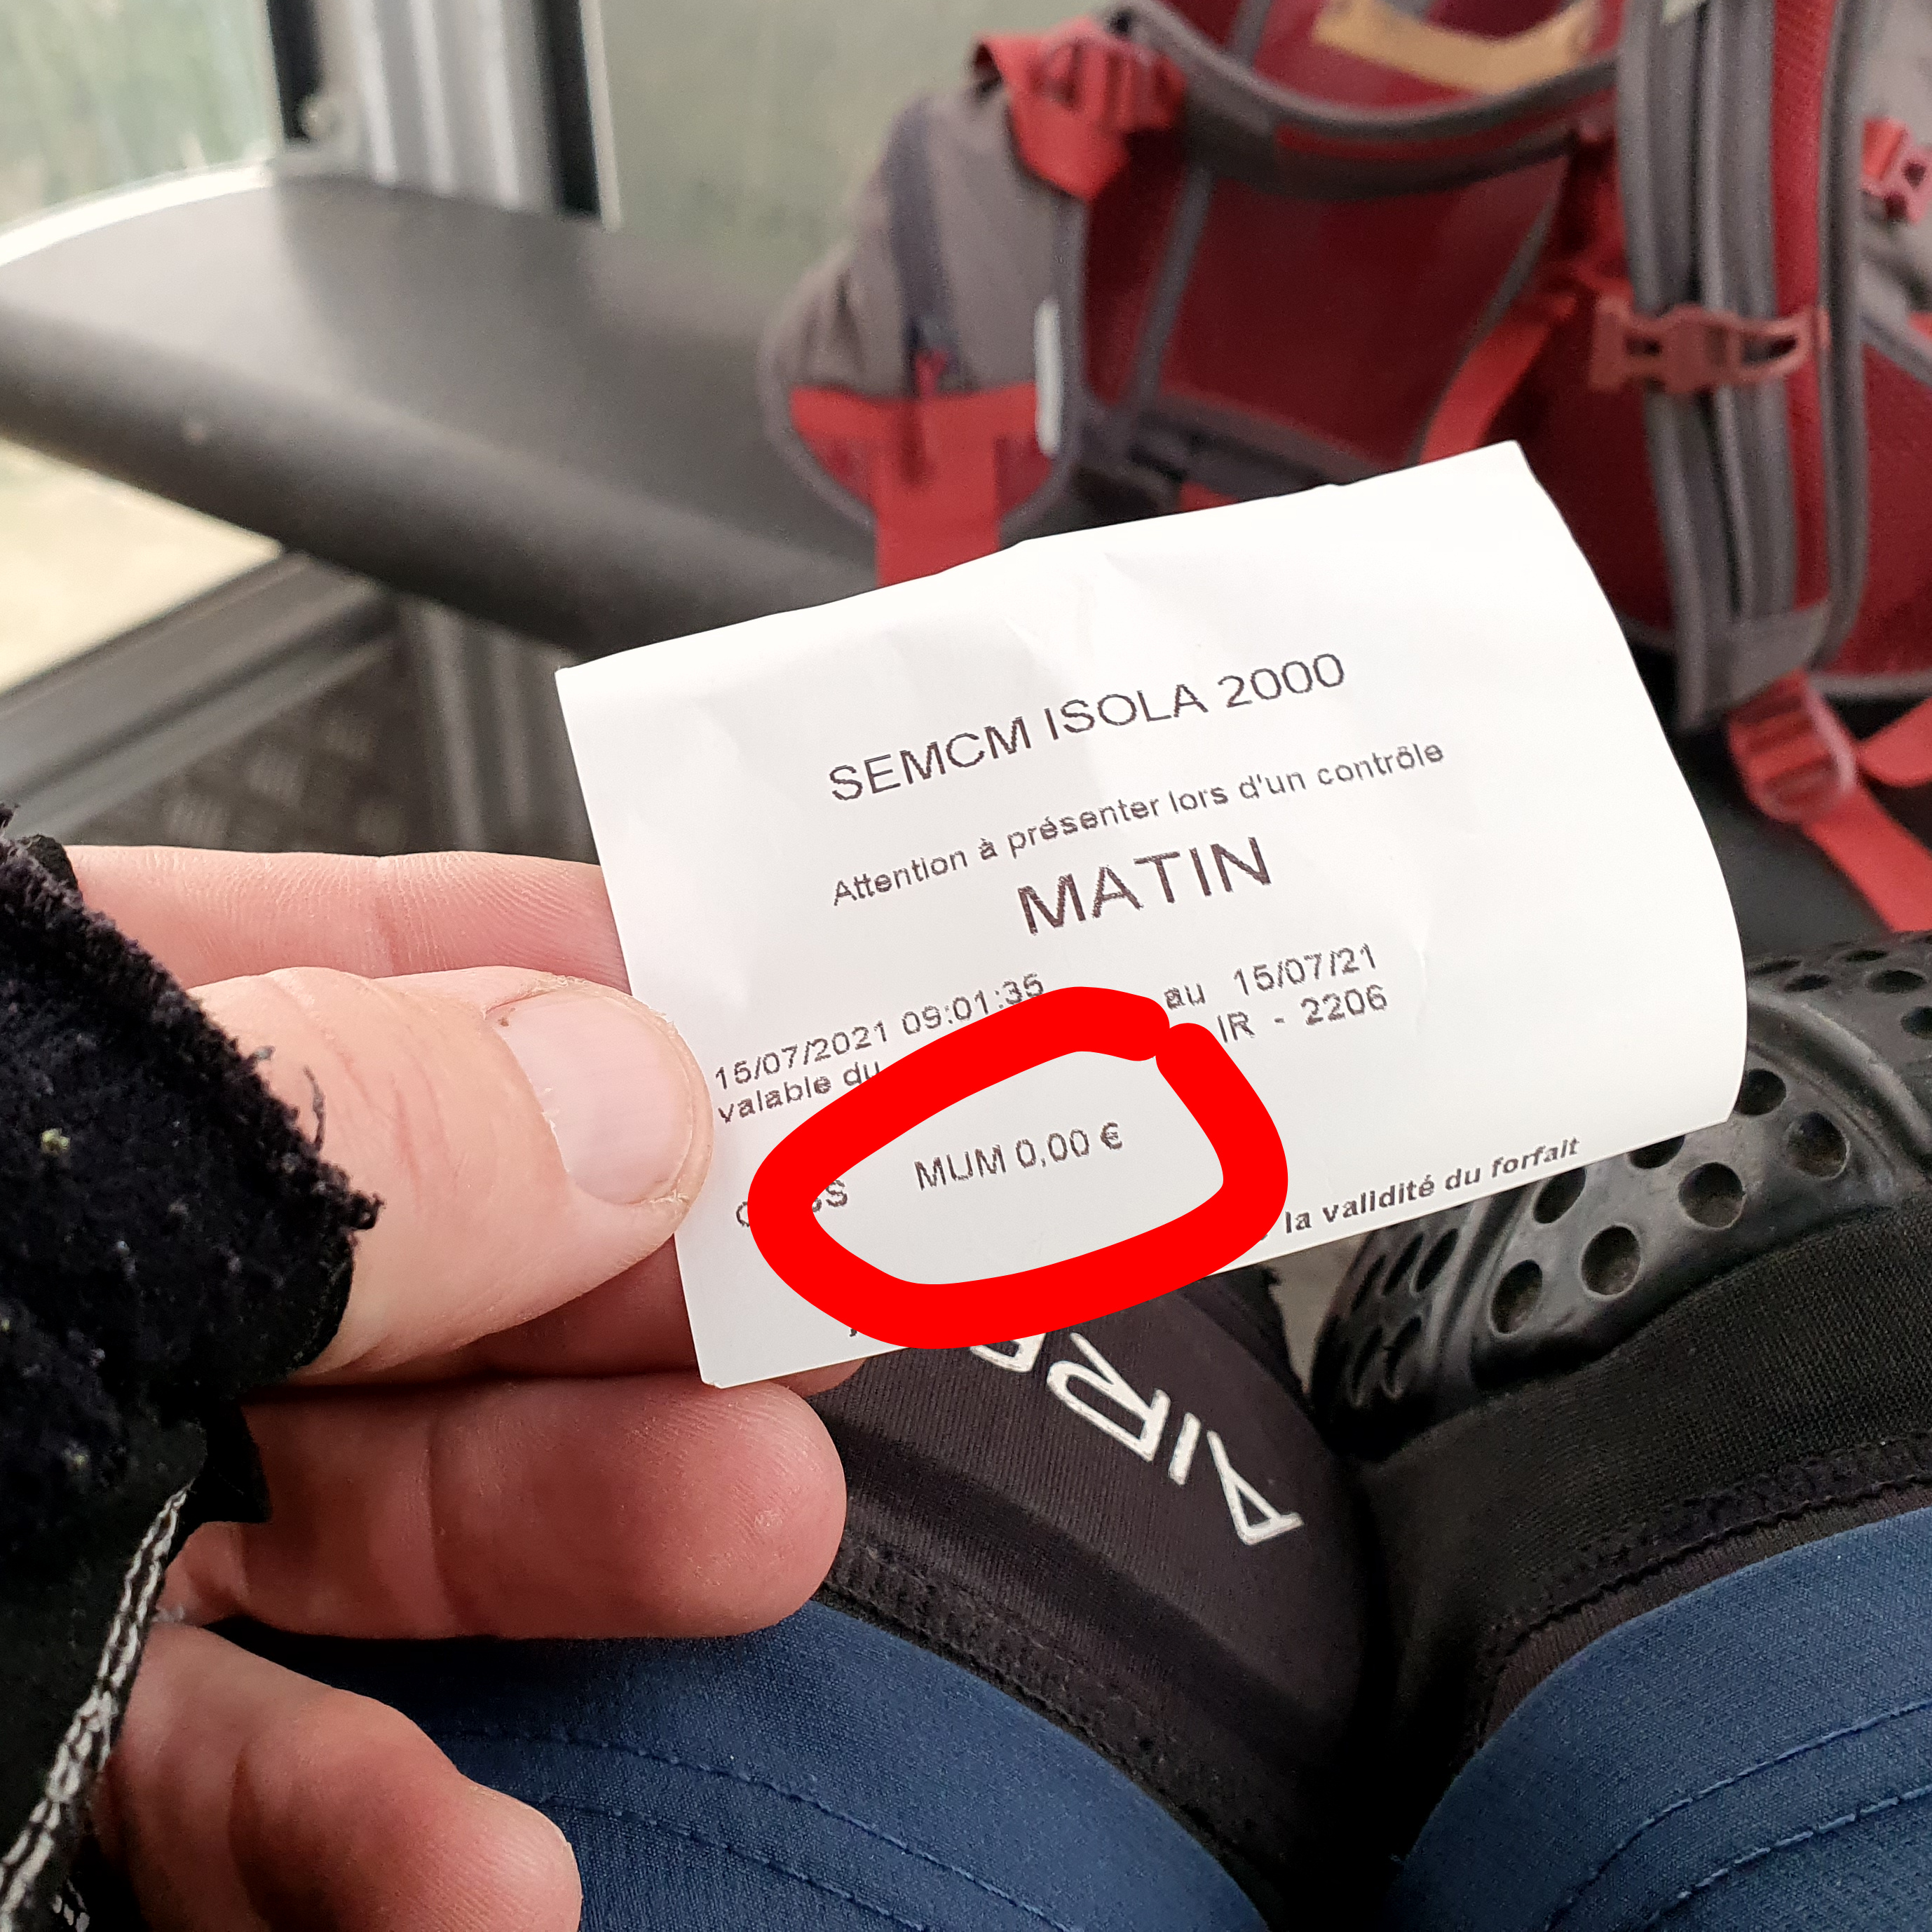 SEMCM ISOLA 2000
Attention à présenter lors d'un contrôle
MATIN
15/07/2021 09:01:35
valable du au 15/07/21
IR - 2206
MUM 0,00 €
la validité du forfait
AIR